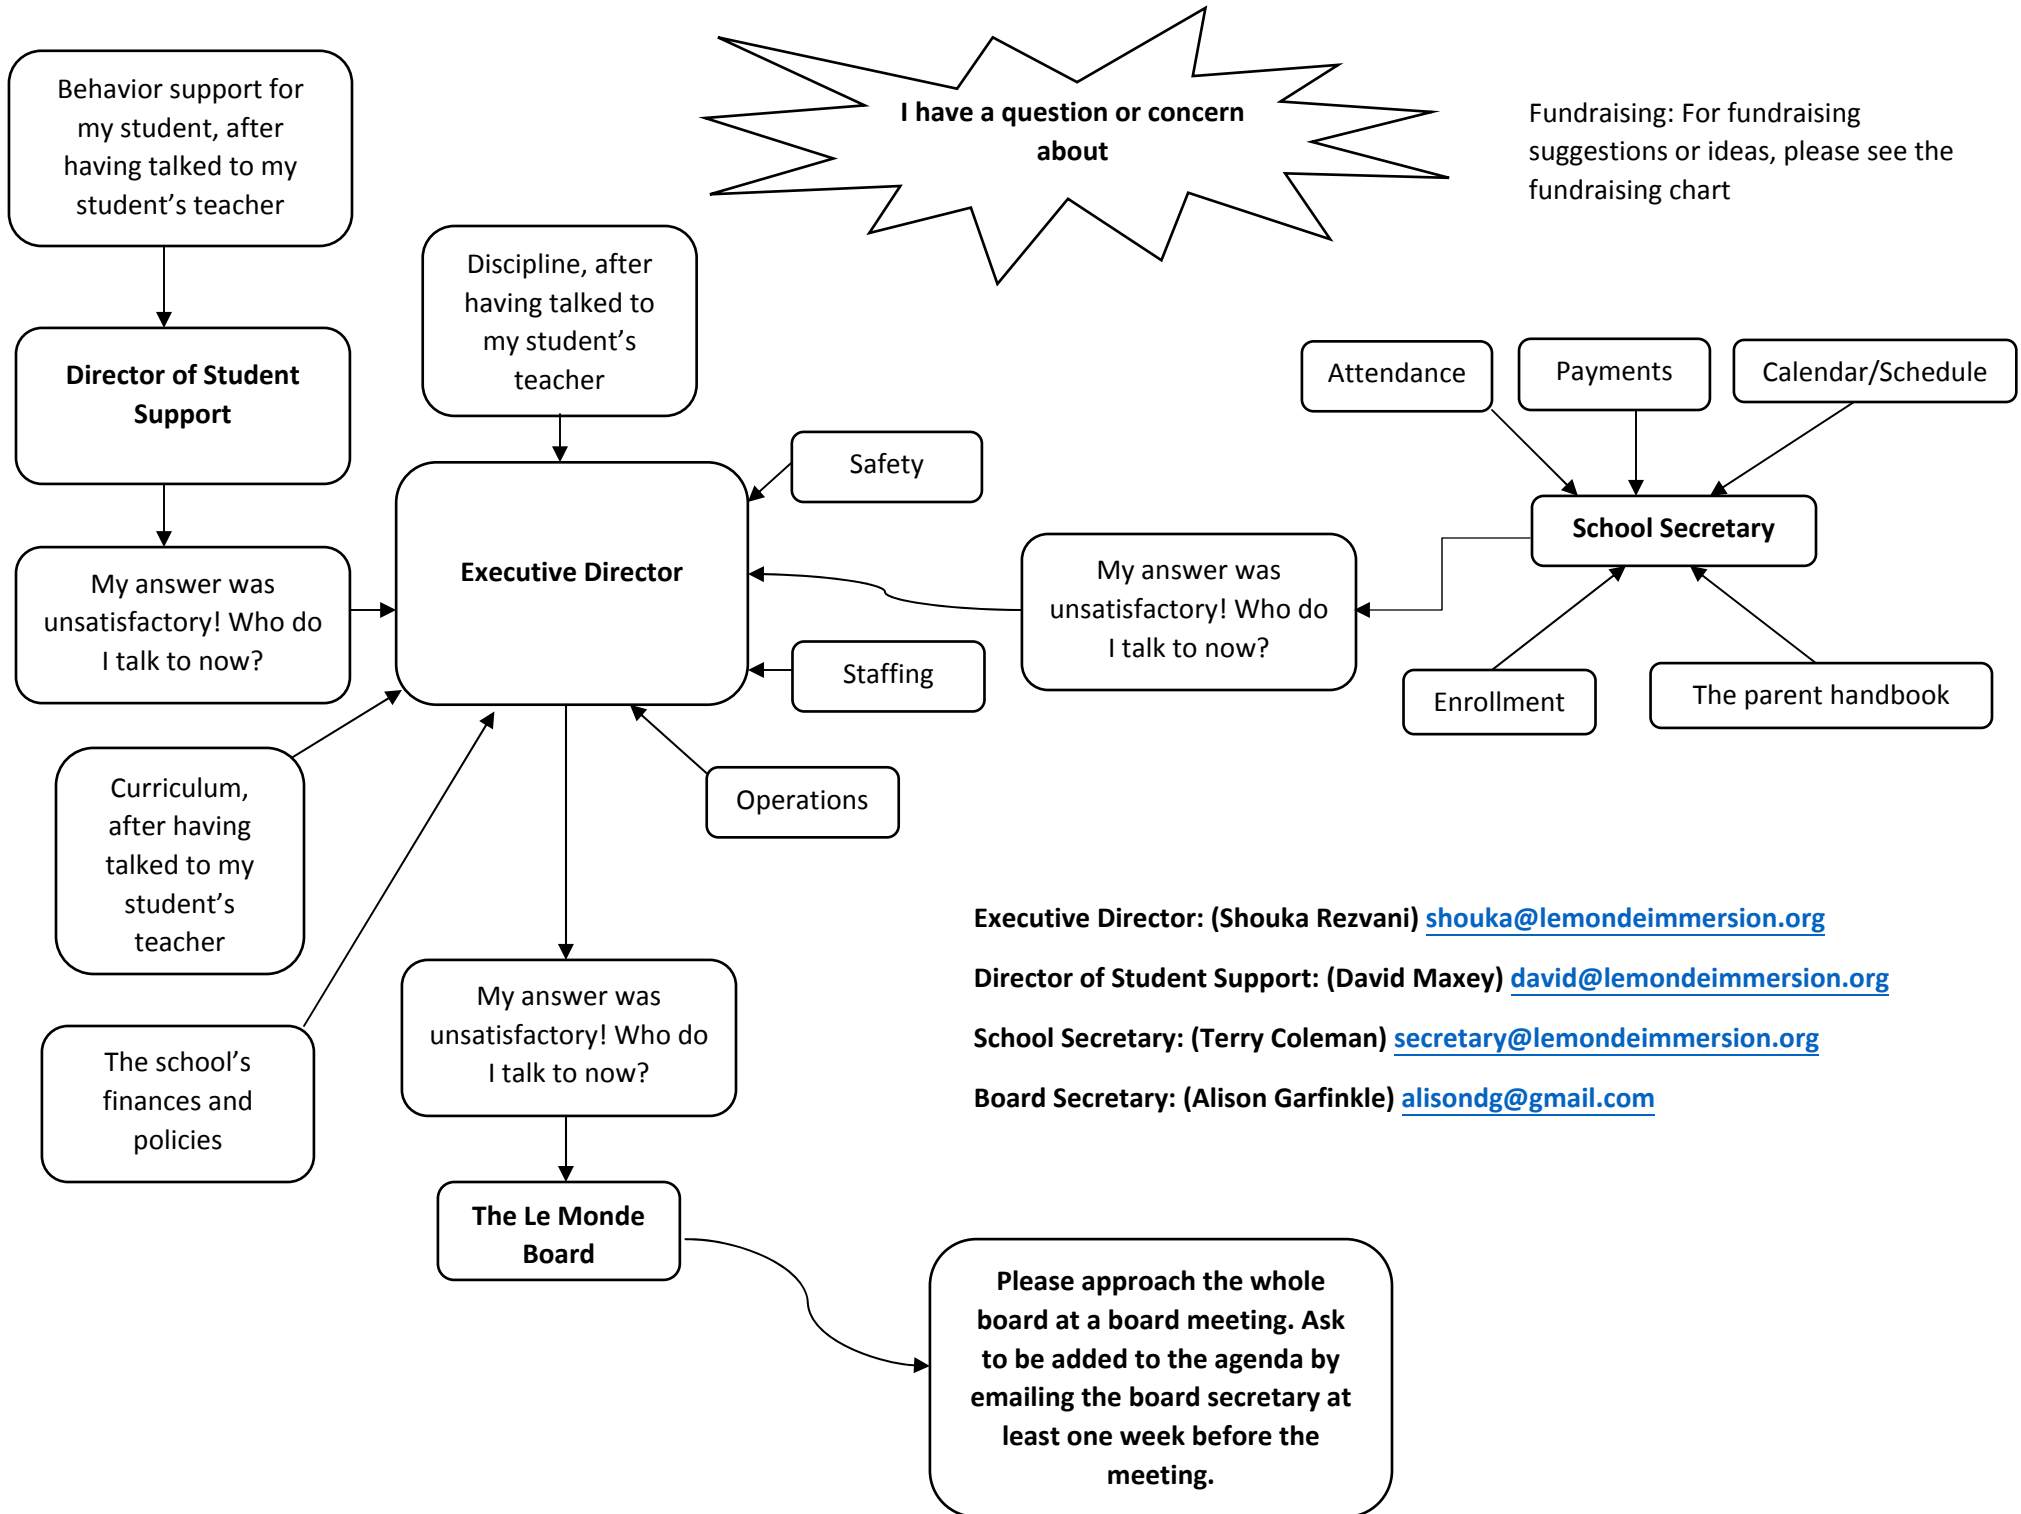 I have a question or concern
about
Fundraising: For fundraising
suggestions or ideas, please see the
fundraising chart
Behavior support for
my student, after
having talked to my
student’s teacher
Discipline, after
having talked to
my student’s
teacher
Director of Student
Support
Attendance
Payments
Calendar/Schedule
Safety
School Secretary
Executive Director
My answer was
unsatisfactory! Who do
I talk to now?
My answer was
unsatisfactory! Who do
I talk to now?
Staffing
Enrollment
The parent handbook
Curriculum,
after having
talked to my
student’s
teacher
Operations
Executive Director: (Shouka Rezvani) shouka@lemondeimmersion.org
Director of Student Support: (David Maxey) david@lemondeimmersion.org
School Secretary: (Terry Coleman) secretary@lemondeimmersion.org
Board Secretary: (Alison Garfinkle) alisondg@gmail.com
My answer was
unsatisfactory! Who do
I talk to now?
The school’s
finances and
policies
The Le Monde
Board
Please approach the whole
board at a board meeting. Ask
to be added to the agenda by
emailing the board secretary at
least one week before the
meeting.